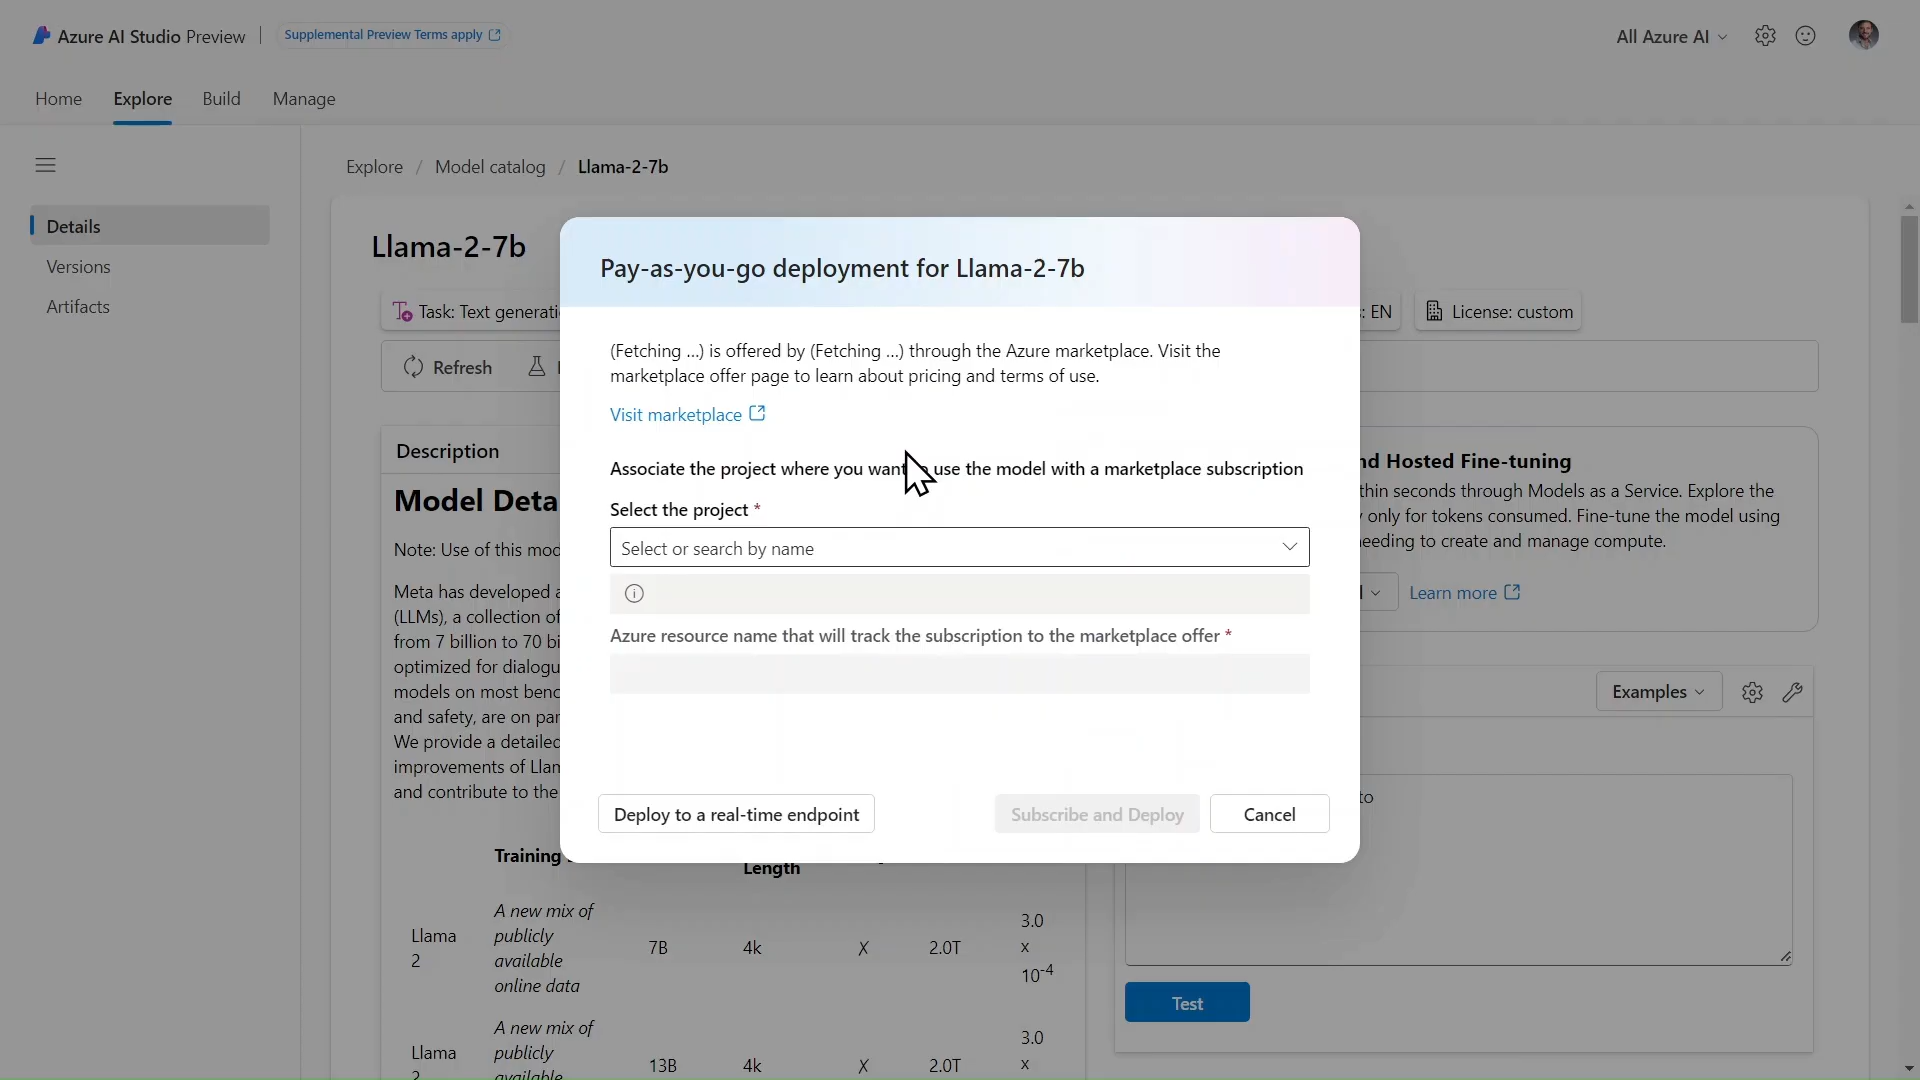 Azure AI Studio Preview
Supplemental Preview Terms apply
All Azure AI
Home
Explore
Build
Manage
Explore / Model catalog / Llama-2-7b
Details
Versions
Artifacts
Llama-2-7b
Task: Text generati
: EN
License: custom
Refresh
Pay-as-you-go deployment for Llama-2-7b
(Fetching ...) is offered by (Fetching ...) through the Azure marketplace. Visit the
marketplace offer page to learn about pricing and terms of use.
Visit marketplace
Associate the project where you want use the model with a marketplace subscription
Select the project *
Select or search by name
Azure resource name that will track the subscription to the marketplace offer *
Deploy to a real-time endpoint
Subscribe and Deploy
Cancel
Description
Model Deta
Note: Use of this mod
Meta has developed a
(LLMs), a collection of
from 7 billion to 70 bi
optimized for dialogu
models on most benc
and safety, are on par
We provide a detailed
improvements of Llam
and contribute to the
Training
Length
Llama
2
A new mix of
publicly
available
online data
7B
4k
X
2.0T
3.0
x
10-4
Llama
2
A new mix of
publicly
available
13B
4k
X
2.0T
3.0
x
nd Hosted Fine-tuning
thin seconds through Models as a Service. Explore the
only for tokens consumed. Fine-tune the model using
eeding to create and manage compute.
Learn more
Examples
to
Test